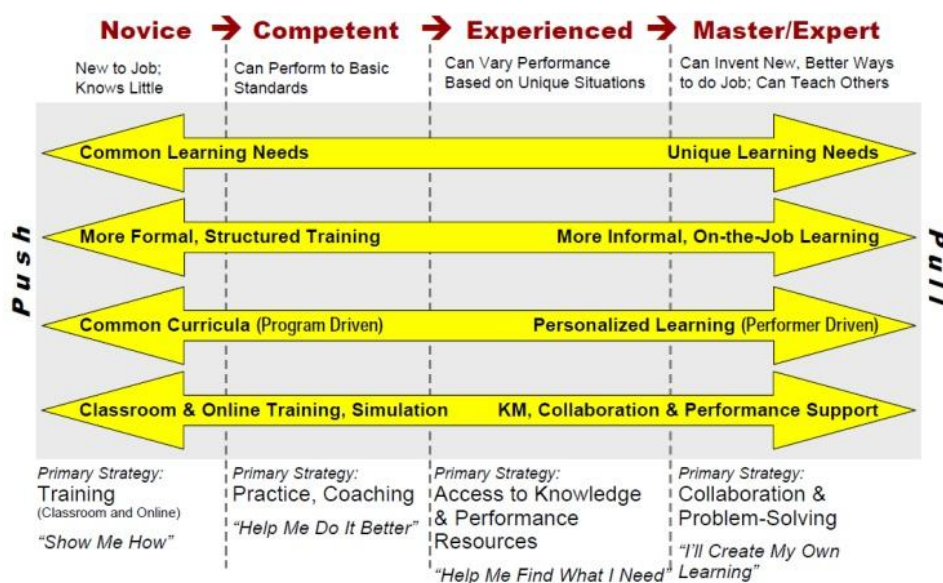 Novice → Competent → Experienced → Master/Expert
New to Job;
Knows Little
Can Perform to Basic
Standards
Can Vary Performance
Based on Unique Situations
Can Invent New, Better Ways
to do Job; Can Teach Others
Push
Pull
Common Learning Needs
Unique Learning Needs
More Formal, Structured Training
More Informal, On-the-Job Learning
Common Curricula (Program Driven)
Personalized Learning (Performer Driven)
Classroom & Online Training, Simulation
KM, Collaboration & Performance Support
Primary Strategy:
Training
(Classroom and Online)
“Show Me How”
Primary Strategy:
Practice, Coaching
“Help Me Do It Better”
Primary Strategy:
Access to Knowledge
& Performance
Resources
“Help Me Find What I Need”
Primary Strategy:
Collaboration &
Problem-Solving
“I’ll Create My Own
Learning”